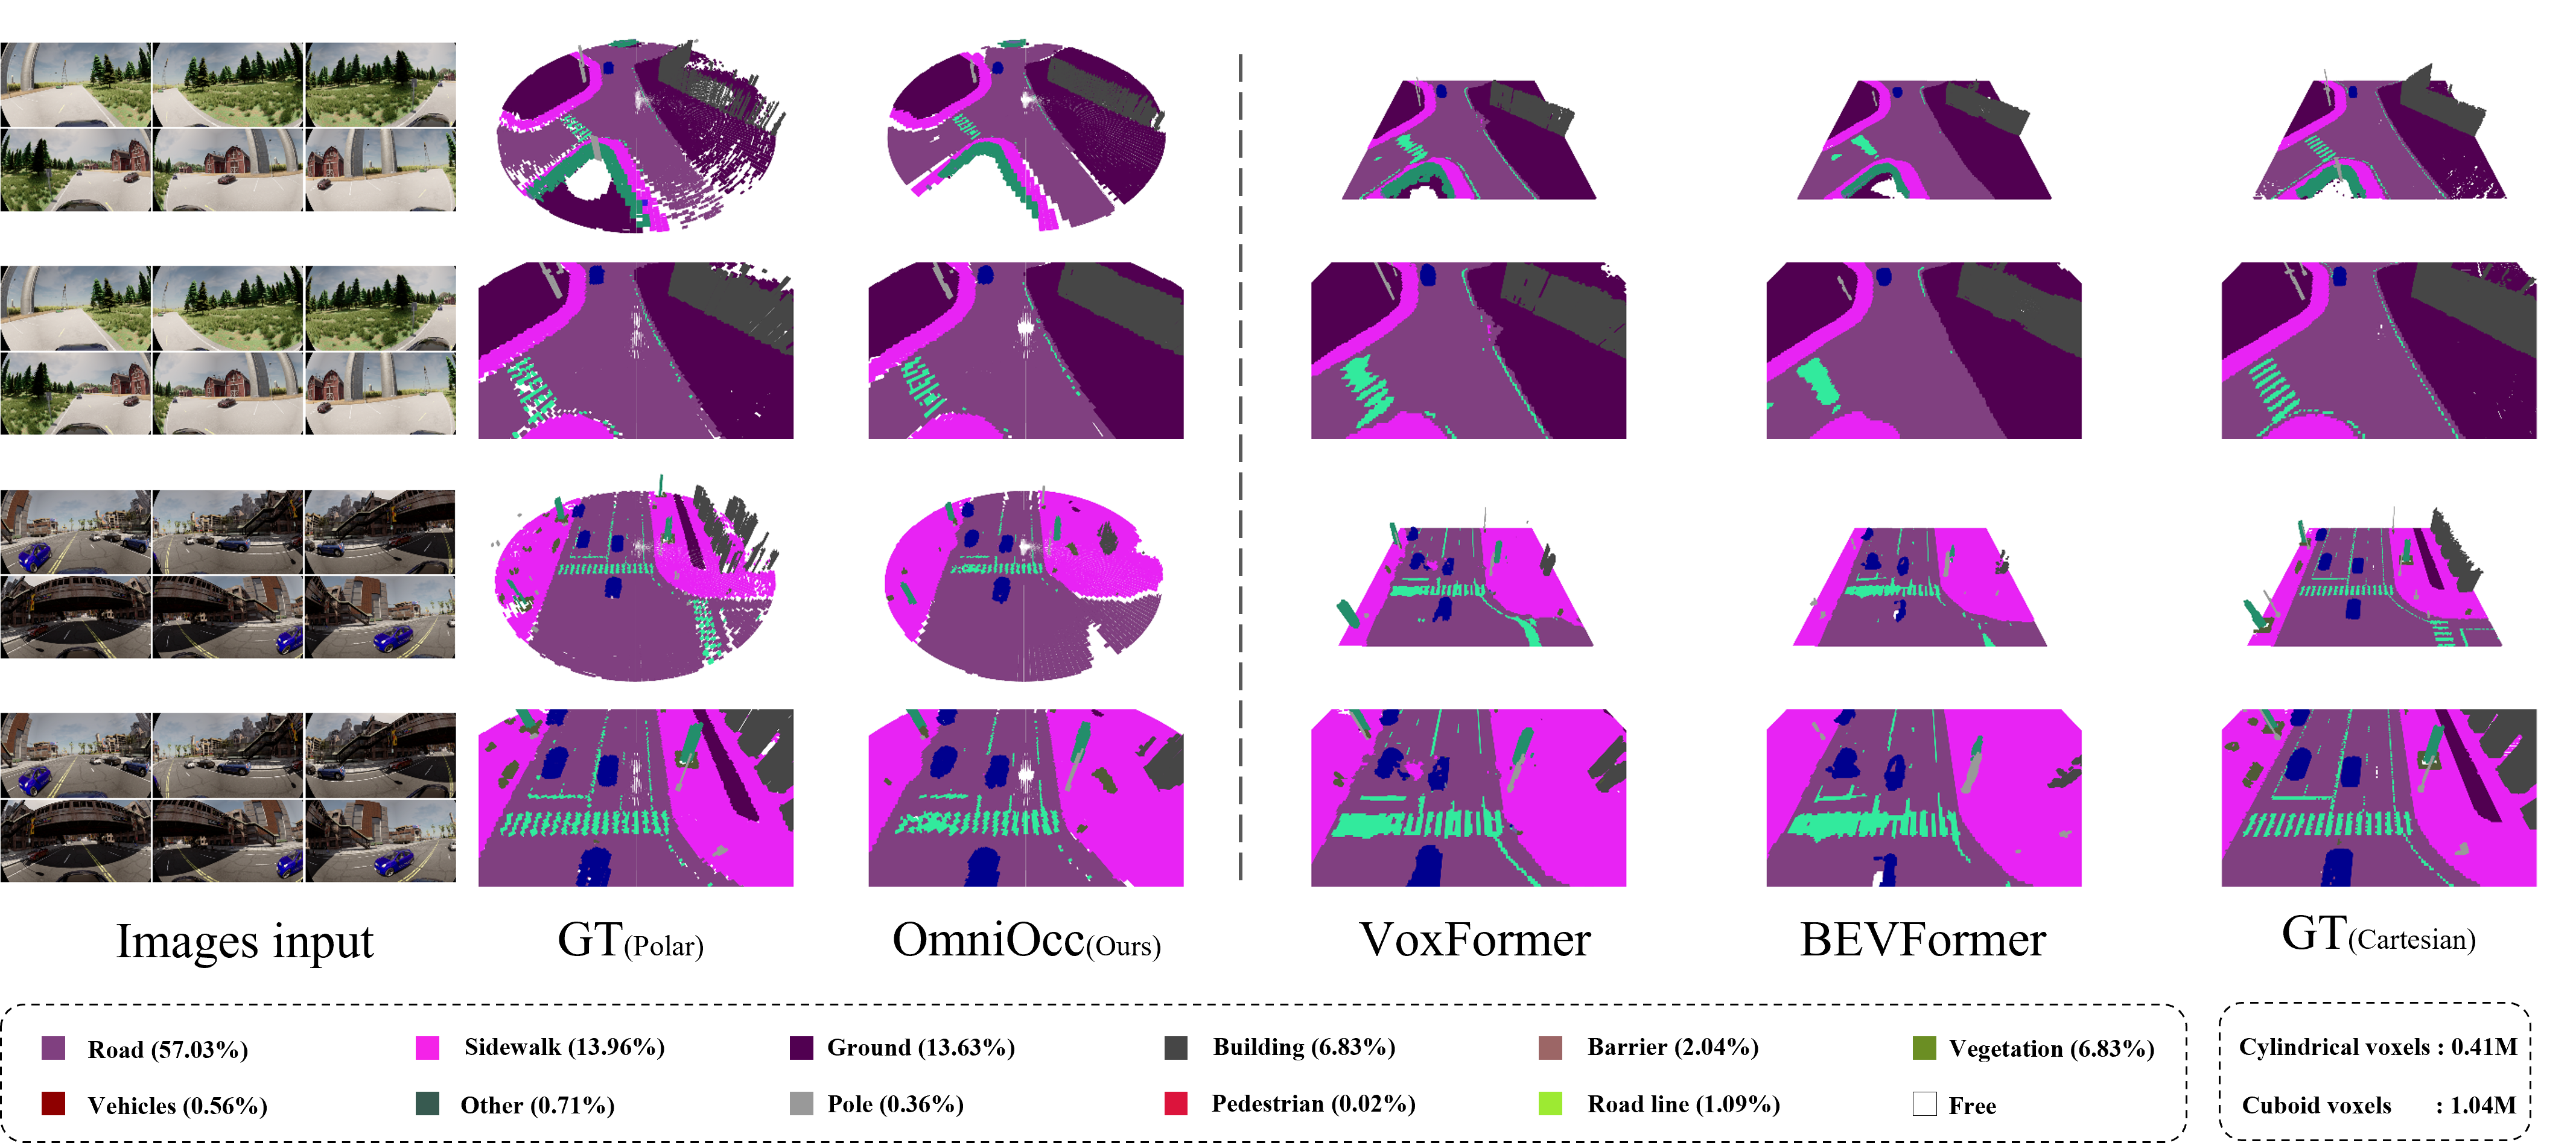 Images input
GT(Polar)
OmniOcc(Ours)
VoxFormer
BEVFormer
GT(Cartesian)
Road (57.03%)
Sidewalk (13.96%)
Ground (13.63%)
Building (6.83%)
Barrier (2.04%)
Vegetation (6.83%)
Vehicles (0.56%)
Other (0.71%)
Pole (0.36%)
Pedestrian (0.02%)
Road line (1.09%)
Free
Cylindrical voxels : 0.41M
Cuboid voxels : 1.04M